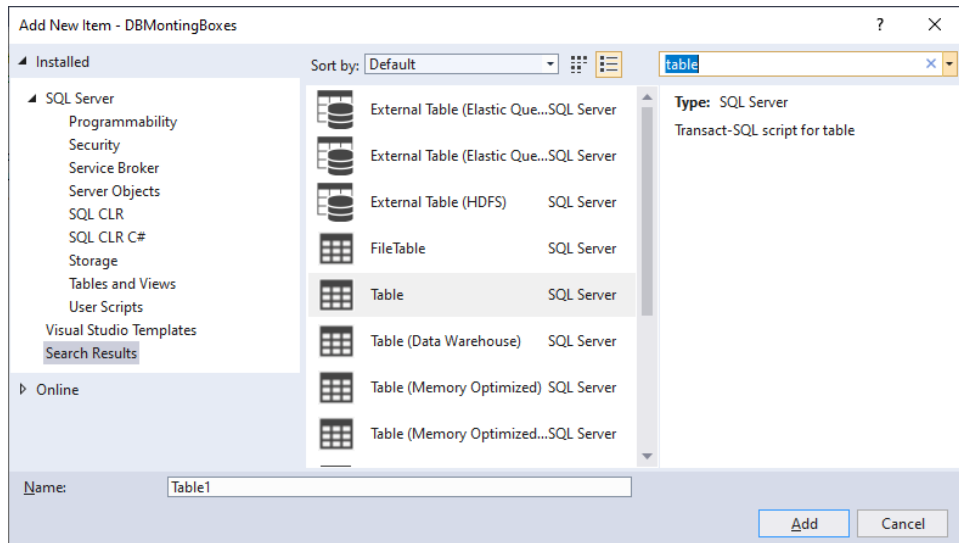 Add New Item - DBMontingBoxes
?
Installed
Sort by: Default
table
SQL Server
Programmability
Security
Service Broker
Server Objects
SQL CLR
SQL CLR C#
Storage
Tables and Views
User Scripts
Visual Studio Templates
Search Results
Online
External Table (Elastic Que...SQL Server
External Table (Elastic Que...SQL Server
External Table (HDFS) SQL Server
FileTable SQL Server
Table SQL Server
Table (Data Warehouse) SQL Server
Table (Memory Optimized) SQL Server
Table (Memory Optimized...SQL Server
Type: SQL Server
Transact-SQL script for table
Name: Table1
Add Cancel